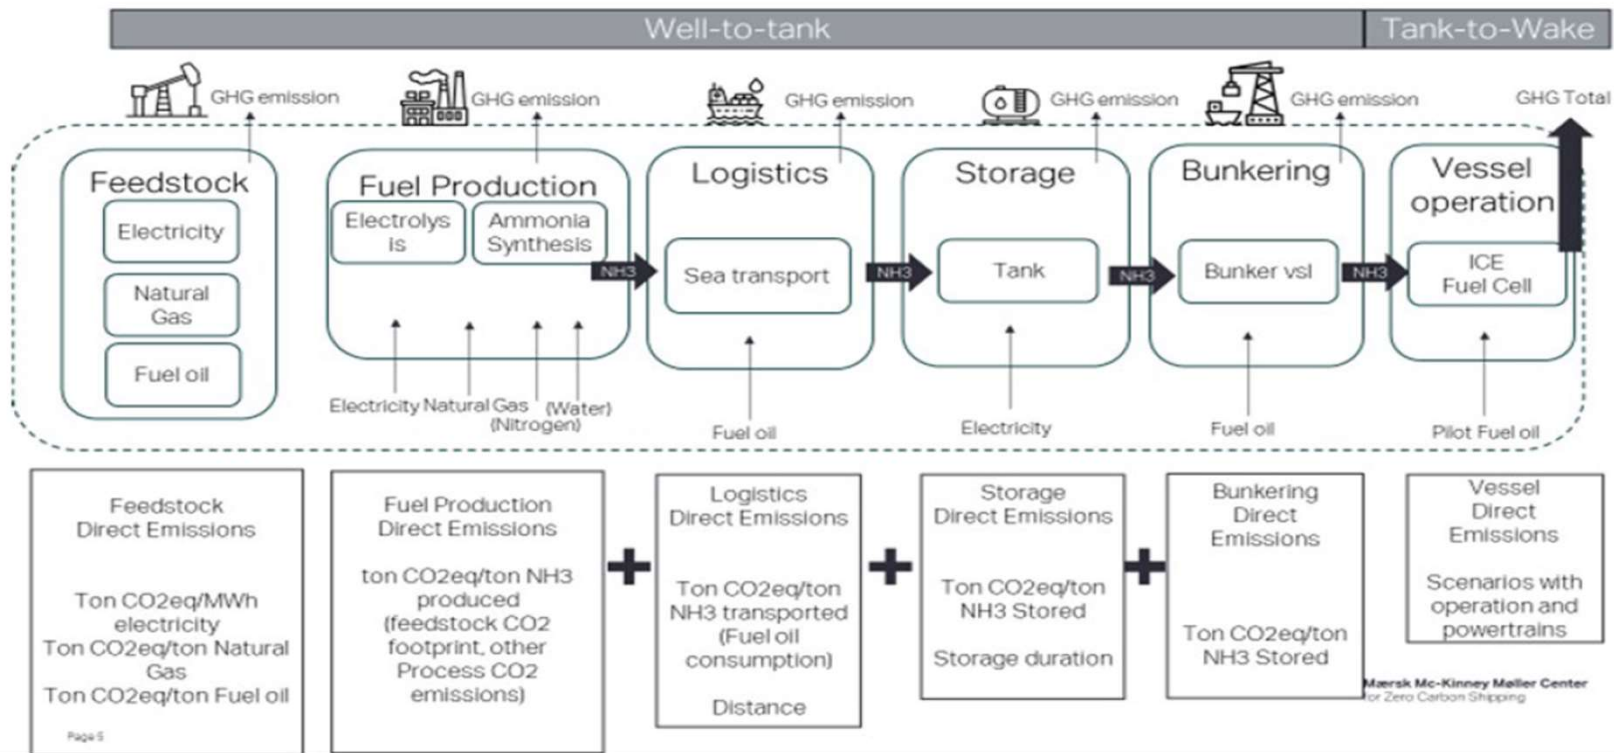 Well-to-tank
Tank-to-Wake
GHG emission
GHG emission
GHG emission
GHG emission
GHG emission
GHG Total
Feedstock
Electricity
Natural
Gas
Fuel oil
Fuel Production
Electrolys
is
Ammonia
Synthesis
Electricity
Natural Gas
(Nitrogen)
(Water)
NH3
Logistics
Sea transport
Fuel oil
NH3
Storage
Tank
Electricity
NH3
Bunkering
Bunker vsl
Fuel oil
NH3
Vessel
operation
ICE
Fuel Cell
Pilot Fuel oil
Feedstock
Direct Emissions
Ton CO2eq/MWh
electricity
Ton CO2eq/ton Natural
Gas
Ton CO2eq/ton Fuel oil
Page 5
Fuel Production
Direct Emissions
ton CO2eq/ton NH3
produced
(feedstock CO2
footprint, other
Process CO2
emissions)
+
Logistics
Direct Emissions
Ton CO2eq/ton
NH3 transported
(Fuel oil
consumption)
Distance
+
Storage
Direct Emissions
Ton CO2eq/ton
NH3 Stored
Storage duration
+
Bunkering
Direct
Emissions
Ton CO2eq/ton
NH3 Stored
Vessel
Direct
Emissions
Scenarios with
operation and
powertrains
Mærsk Mc-Kinney Møller Center
for Zero Carbon Shipping